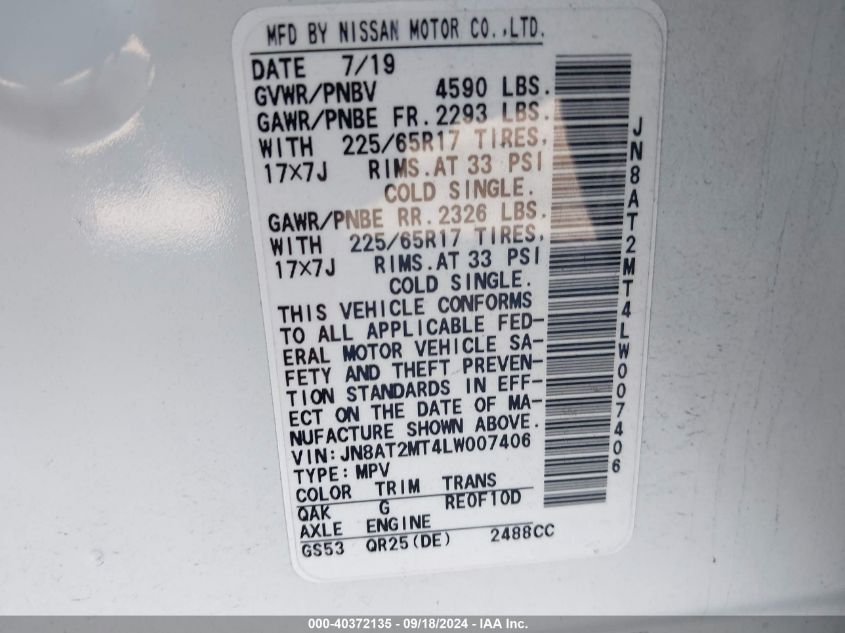 MFD BY NISSAN MOTOR CO.,LTD.
DATE 7/19
GVWR/PNBV 4590 LBS.
GAWR/PNBE FR.2293 LBS.
WITH 225/65R17 TIRES,
17×7J RIMS.AT 33 PSI
COLD SINGLE.
GAWR/PNBE RR.2326 LBS.
WITH 225/65R17 TIRES,
17×7J RIMS.AT 33 PSI
COLD SINGLE.
THIS VEHICLE CONFORMS
TO ALL APPLICABLE FED-
ERAL MOTOR VEHICLE SA-
FETY AND THEFT PREVEN-
TION STANDARDS IN EFF-
ECT ON THE DATE OF MA-
NUFACTURE SHOWN ABOVE.
VIN:JN8AT2MT4LW007406
TYPE:MPV
COLOR TRIM TRANS
QAK G RE0F10D
AXLE ENGINE
GS53 QR25(DE) 2488CC
JN8AT2MT4LW007406
000-40372135 - 09/18/2024 - IAA Inc.